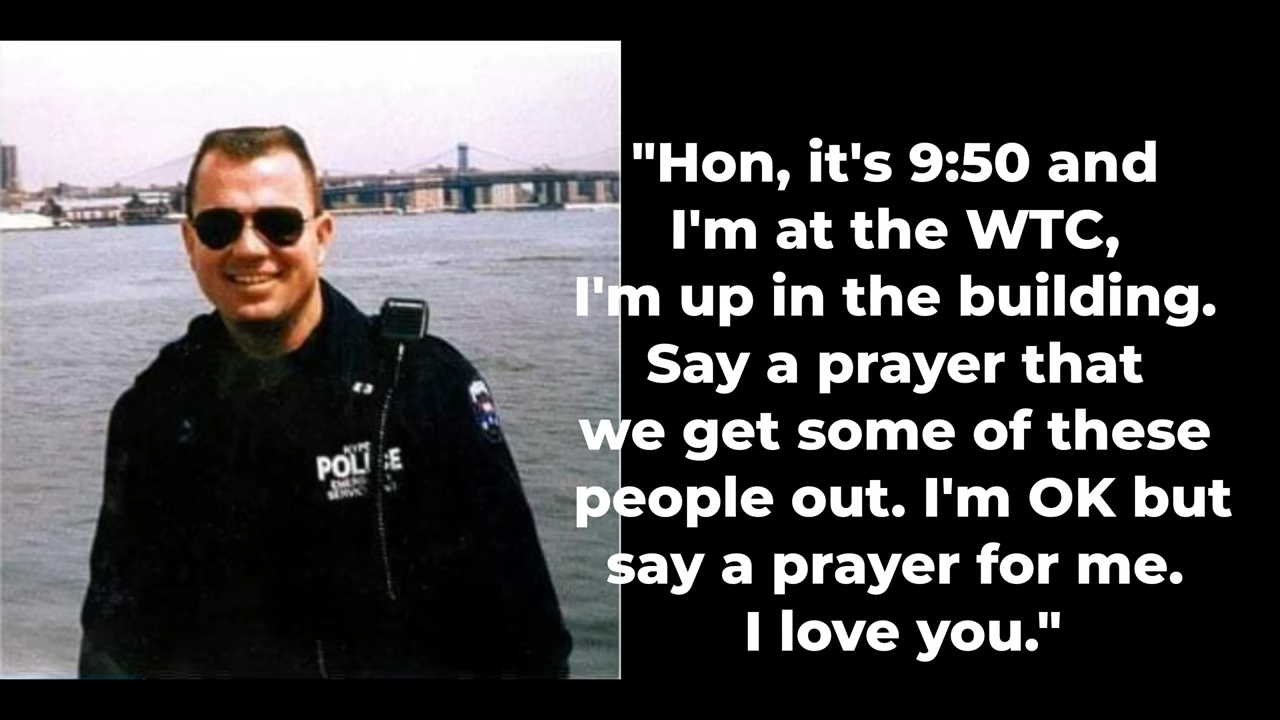 "Hon, it's 9:50 and
I'm at the WTC,
I'm up in the building.
Say a prayer that
we get some of these
people out. I'm OK but
say a prayer for me.
I love you."
POLICE